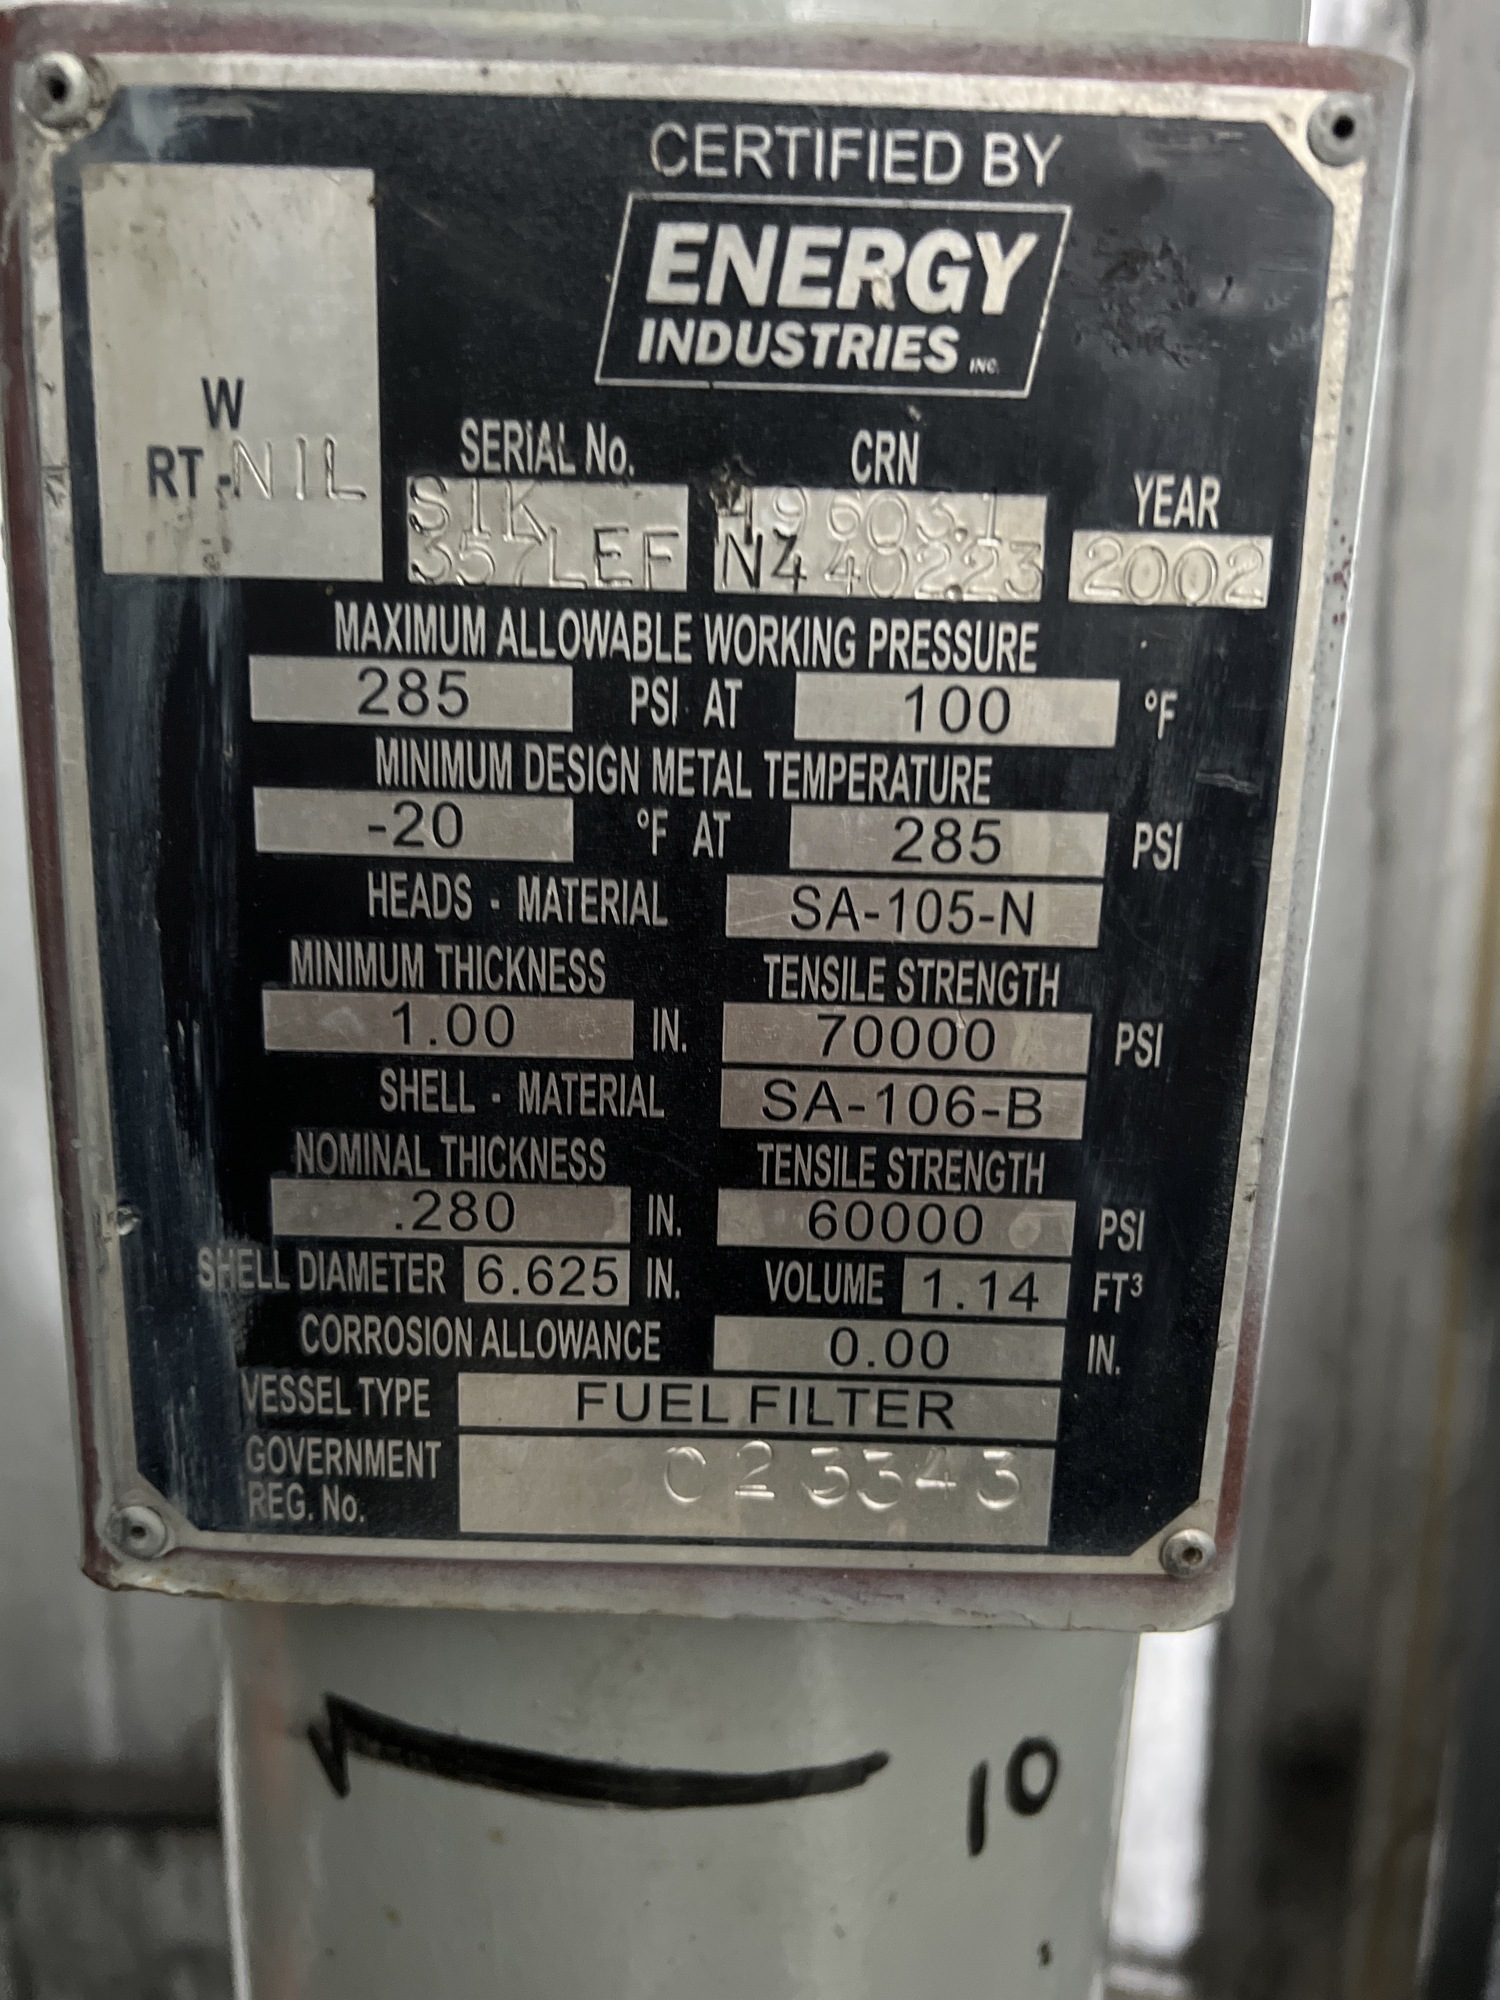 CERTIFIED BY
ENERGY
INDUSTRIES INC.
W
RT-NIL
SERIAL No.
CRN
YEAR
S1K
357LEF
N44402.23
2002
MAXIMUM ALLOWABLE WORKING PRESSURE
285 PSI AT 100 °F
MINIMUM DESIGN METAL TEMPERATURE
-20 °F AT 285 PSI
HEADS - MATERIAL SA-105-N
MINIMUM THICKNESS TENSILE STRENGTH
1.00 IN. 70000 PSI
SHELL - MATERIAL SA-106-B
NOMINAL THICKNESS TENSILE STRENGTH
.280 IN. 60000 PSI
SHELL DIAMETER 6.625 IN. VOLUME 1.14 FT³
CORROSION ALLOWANCE 0.00 IN.
VESSEL TYPE FUEL FILTER
GOVERNMENT
REG. No. 023343
10